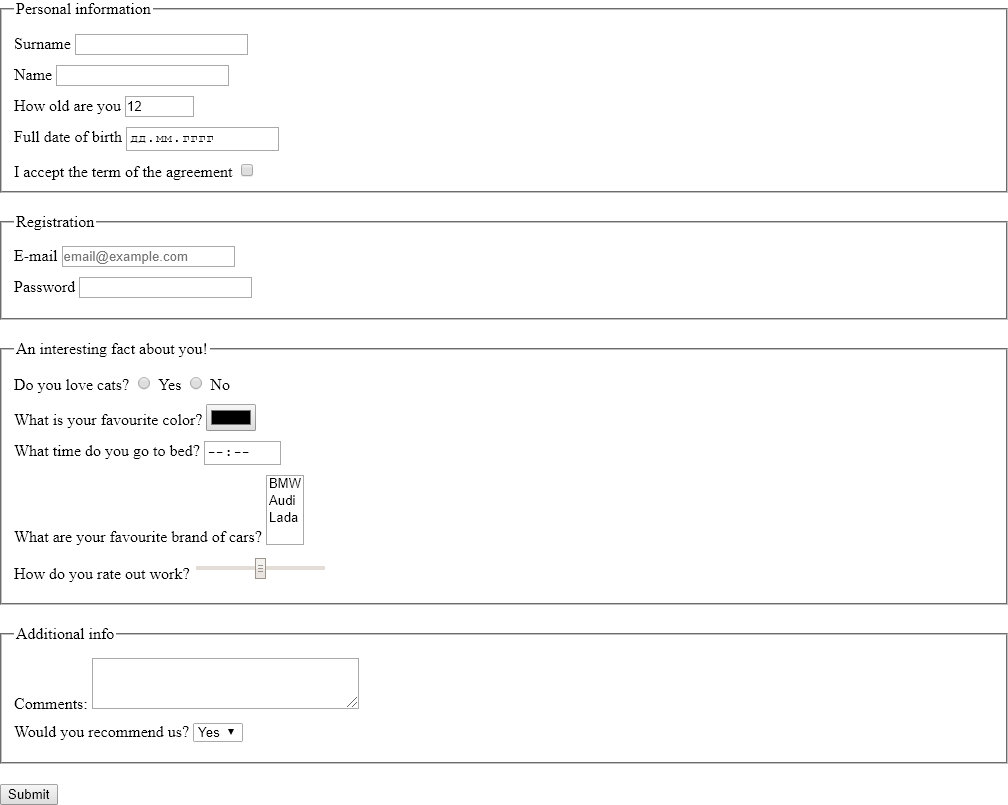 Personal information
Surname
Name
How old are you 12
Full date of birth дд.мм.гггг
I accept the term of the agreement
Registration
E-mail email@example.com
Password
An interesting fact about you!
Do you love cats? Yes No
What is your favourite color?
What time do you go to bed? --:--
BMW
Audi
Lada
What are your favourite brand of cars?
How do you rate out work?
Additional info
Comments:
Would you recommend us? Yes
Submit